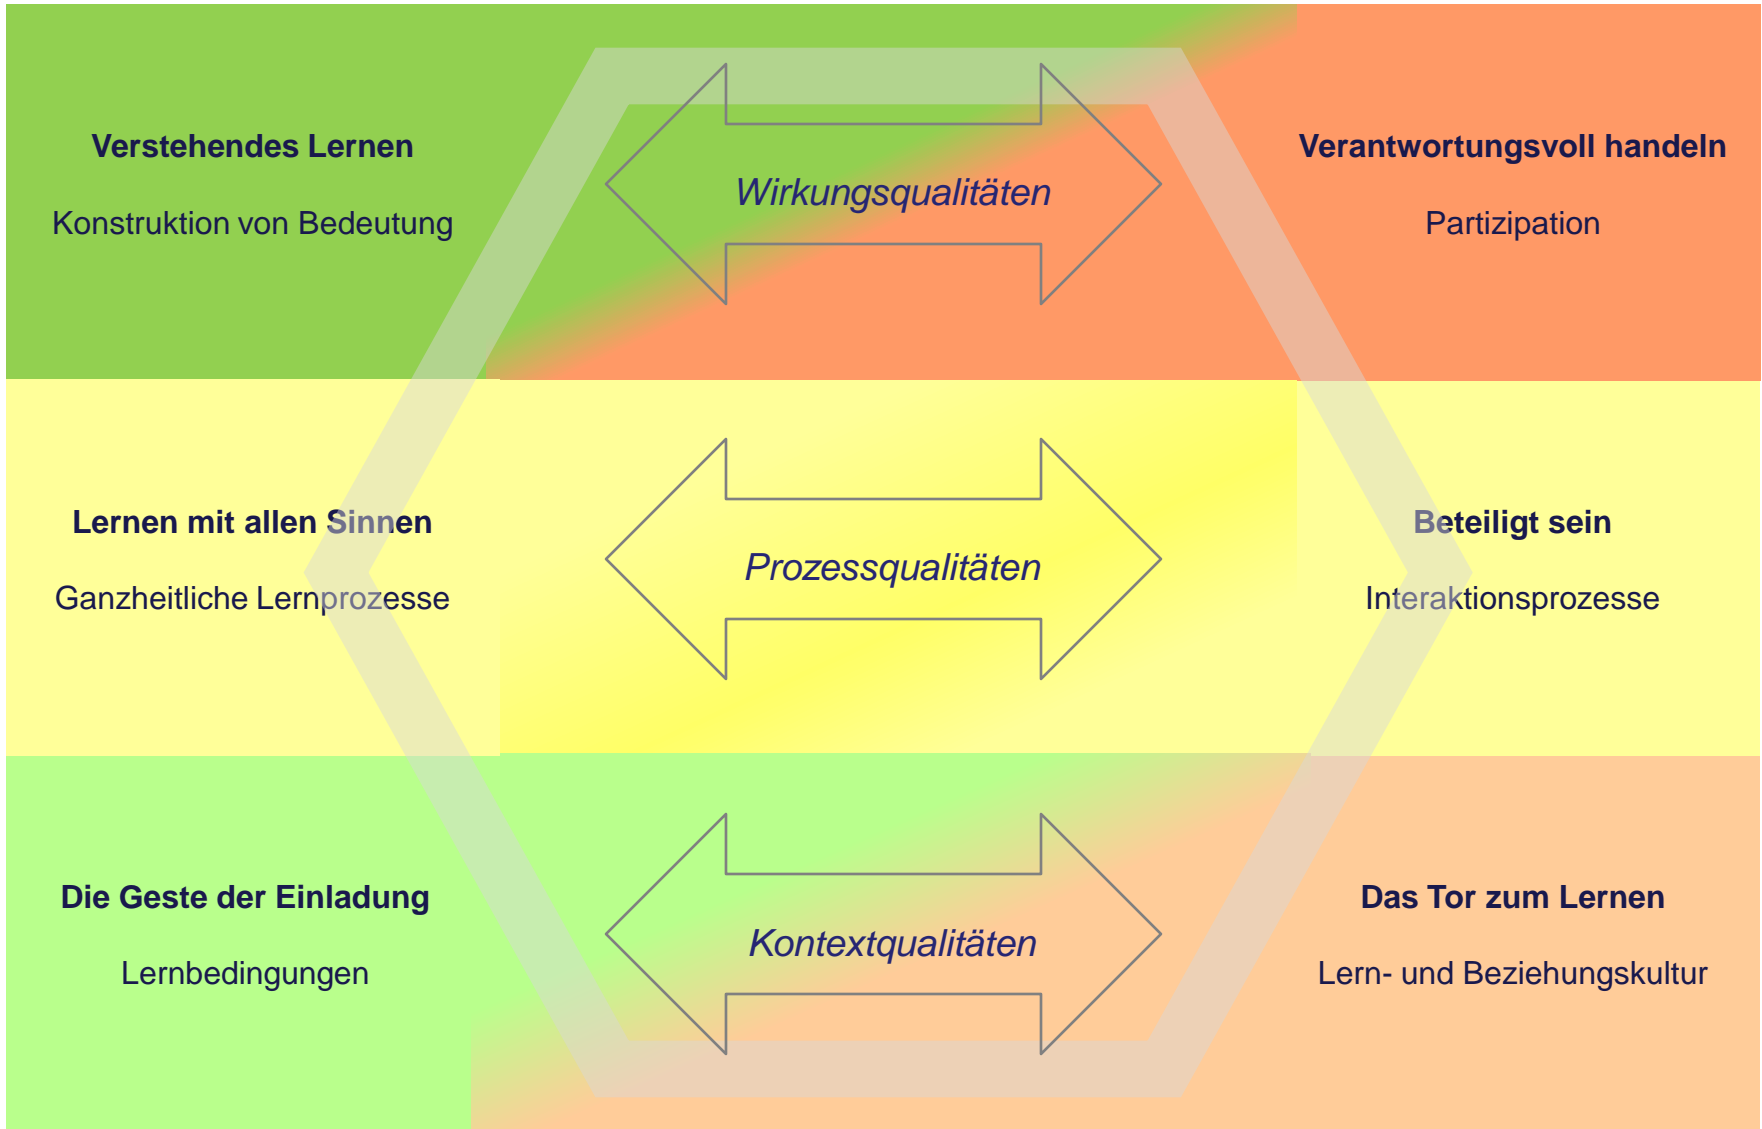 Verstehendes Lernen
Konstruktion von Bedeutung
Wirkungsqualitäten
Verantwortungsvoll handeln
Partizipation
Lernen mit allen Sinnen
Ganzheitliche Lernprozesse
Prozessqualitäten
Beteiligt sein
Interaktionsprozesse
Die Geste der Einladung
Lernbedingungen
Kontextqualitäten
Das Tor zum Lernen
Lern- und Beziehungskultur